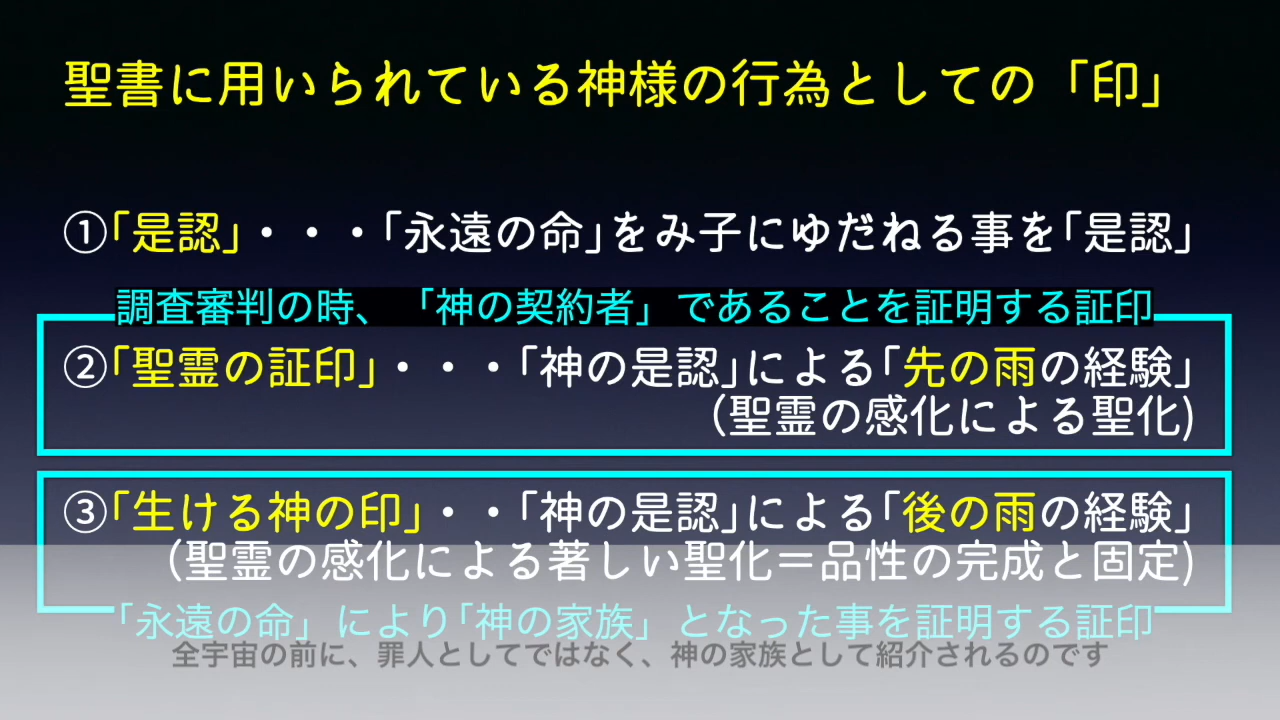 聖書に用いられている神様の行為としての「印」
①「是認」・・・「永遠の命」をみ子にゆだねる事を「是認」
調査審判の時、「神の契約者」であることを証明する証印
②「聖霊の証印」・・・「神の是認」による「先の雨の経験」
(聖霊の感化による聖化)
③「生ける神の印」・・「神の是認」による「後の雨の経験」
(聖霊の感化による著しい聖化＝品性の完成と固定)
「永遠の命」により「神の家族」となった事を証明する証印
全宇宙の前に、罪人としてではなく、神の家族として紹介されるのです